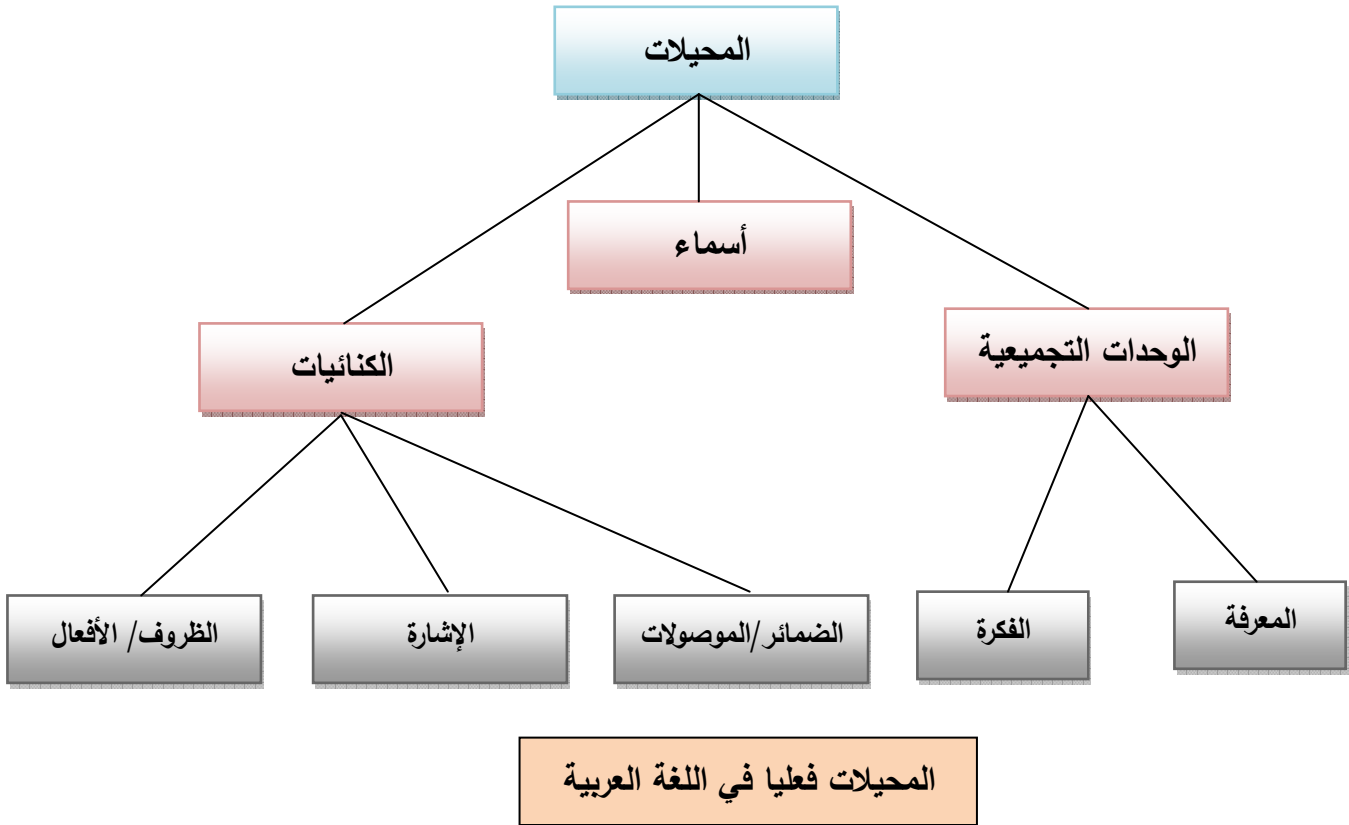 المحيلات
أسماء
الوحدات التجميعية
الكنائيات
المعرفة
الفكرة
الضمائر/الموصولات
الإشارة
الظروف/ الأفعال
المحيلات فعليا في اللغة العربية